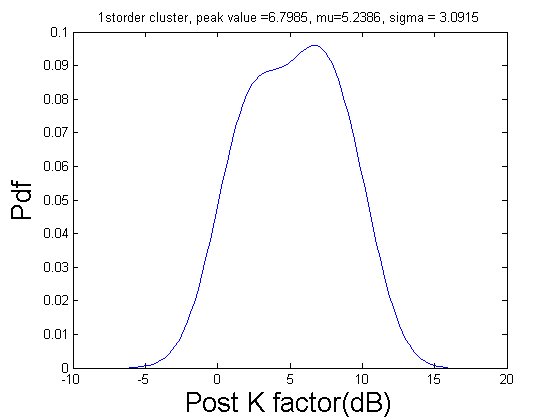 1storder cluster, peak value =6.7985, mu=5.2386, sigma = 3.0915
0.1
0.09
0.08
0.07
0.06
0.05
0.04
0.03
0.02
0.01
0
Pdf
-10 -5 0 5 10 15 20
Post K factor(dB)